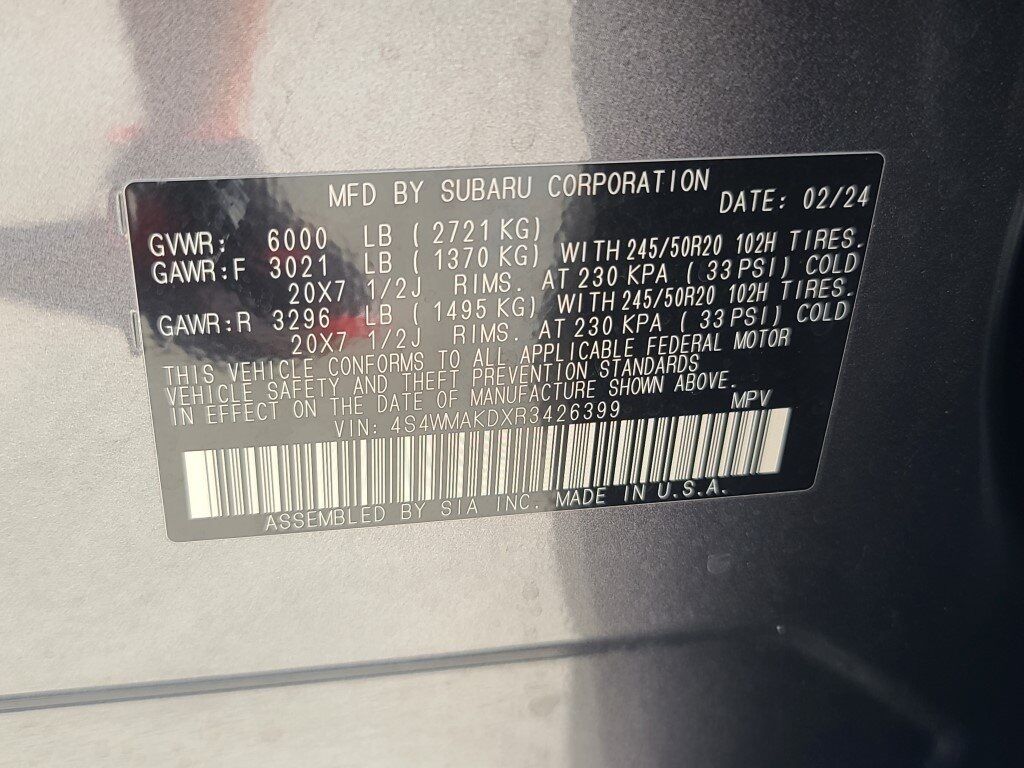 MFD BY SUBARU CORPORATION DATE: 02/24
GVWR: 6000 LB ( 2721 KG)
GAWR:F 3021 LB ( 1370 KG) WITH 245/50R20 102H TIRES.
20X7 1/2J RIMS. AT 230 KPA ( 33 PSI) COLD
GAWR:R 3296 LB ( 1495 KG) WITH 245/50R20 102H TIRES.
20X7 1/2J RIMS. AT 230 KPA ( 33 PSI) COLD
THIS VEHICLE CONFORMS TO ALL APPLICABLE FEDERAL MOTOR
VEHICLE SAFETY AND THEFT PREVENTION STANDARDS
IN EFFECT ON THE DATE OF MANUFACTURE SHOWN ABOVE.
VIN: 4S4WMAKDXR3426399 MPV
ASSEMBLED BY SIA INC. MADE IN U.S.A.